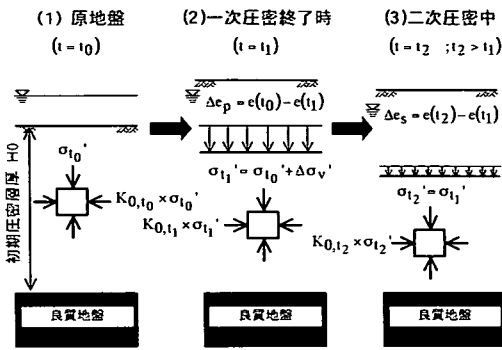 (1) 原地盤
(t=t0)
初期圧密層厚 H0
σt0'
K0,t0×σt0'
良質地盤
(2)一次圧密終了時
(t=t1)
Δep=e(t0)-e(t1)
σt1'=σt0'+Δσv'
K0,t1×σt1'
良質地盤
(3)二次圧密中
(t=t2 ;t2>t1)
Δes=e(t2)-e(t1)
σt2'=σt1'
K0,t2×σt2'
良質地盤